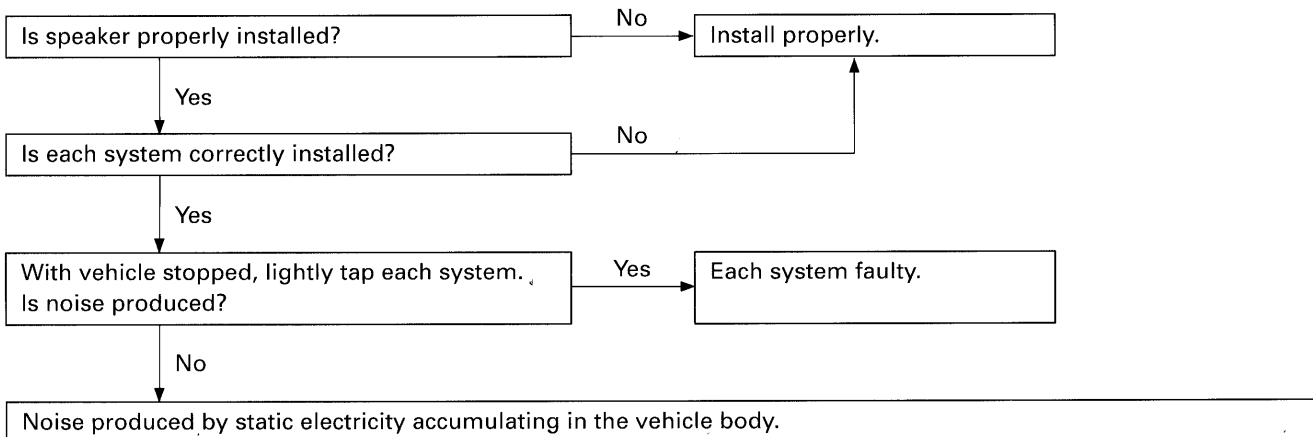 Is speaker properly installed?
No
Install properly.
Yes
Is each system correctly installed?
No
Yes
With vehicle stopped, lightly tap each system.
Is noise produced?
Yes
Each system faulty.
No
Noise produced by static electricity accumulating in the vehicle body.